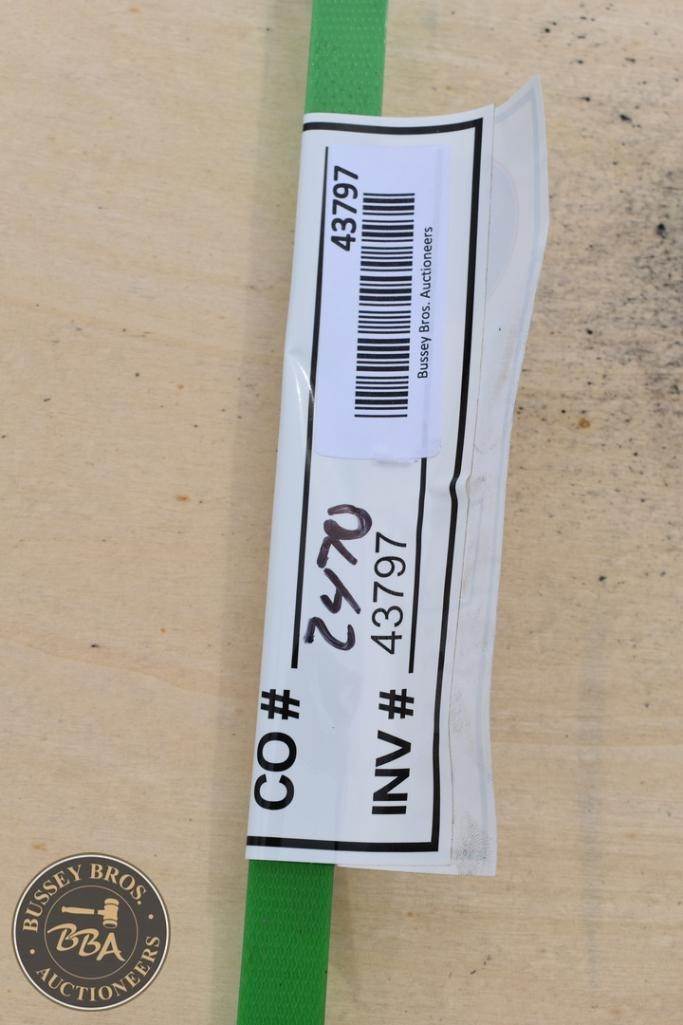 43797
Bussey Bros. Auctioneers
CO #
2470
INV # 43797
BUSSEY BROS.
BBA
AUCTIONEERS